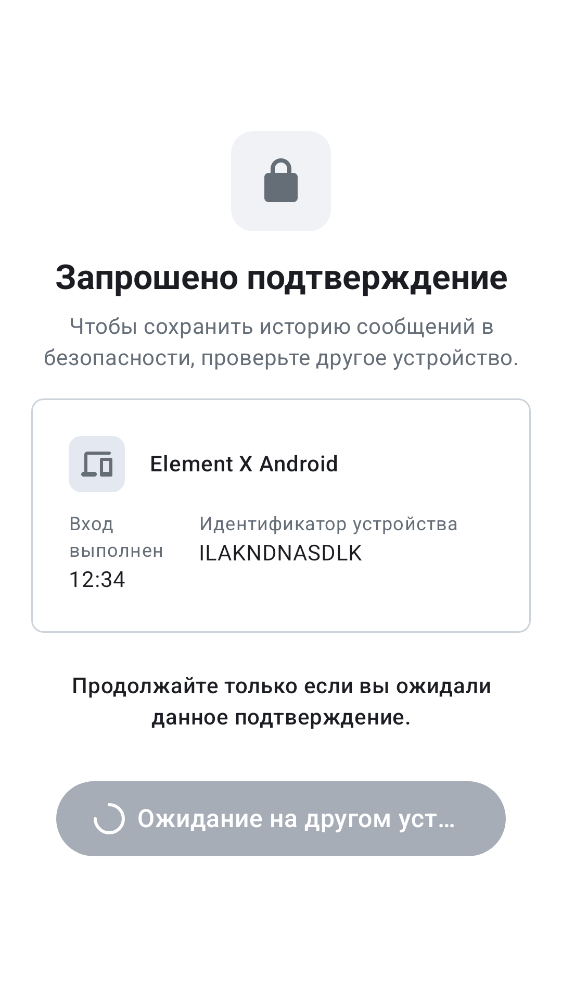 Запрошено подтверждение
Чтобы сохранить историю сообщений в
безопасности, проверьте другое устройство.
Element X Android
Вход
выполнен
12:34
Идентификатор устройства
ILAKNDNASDLK
Продолжайте только если вы ожидали
данное подтверждение.
Ожидание на другом уст…